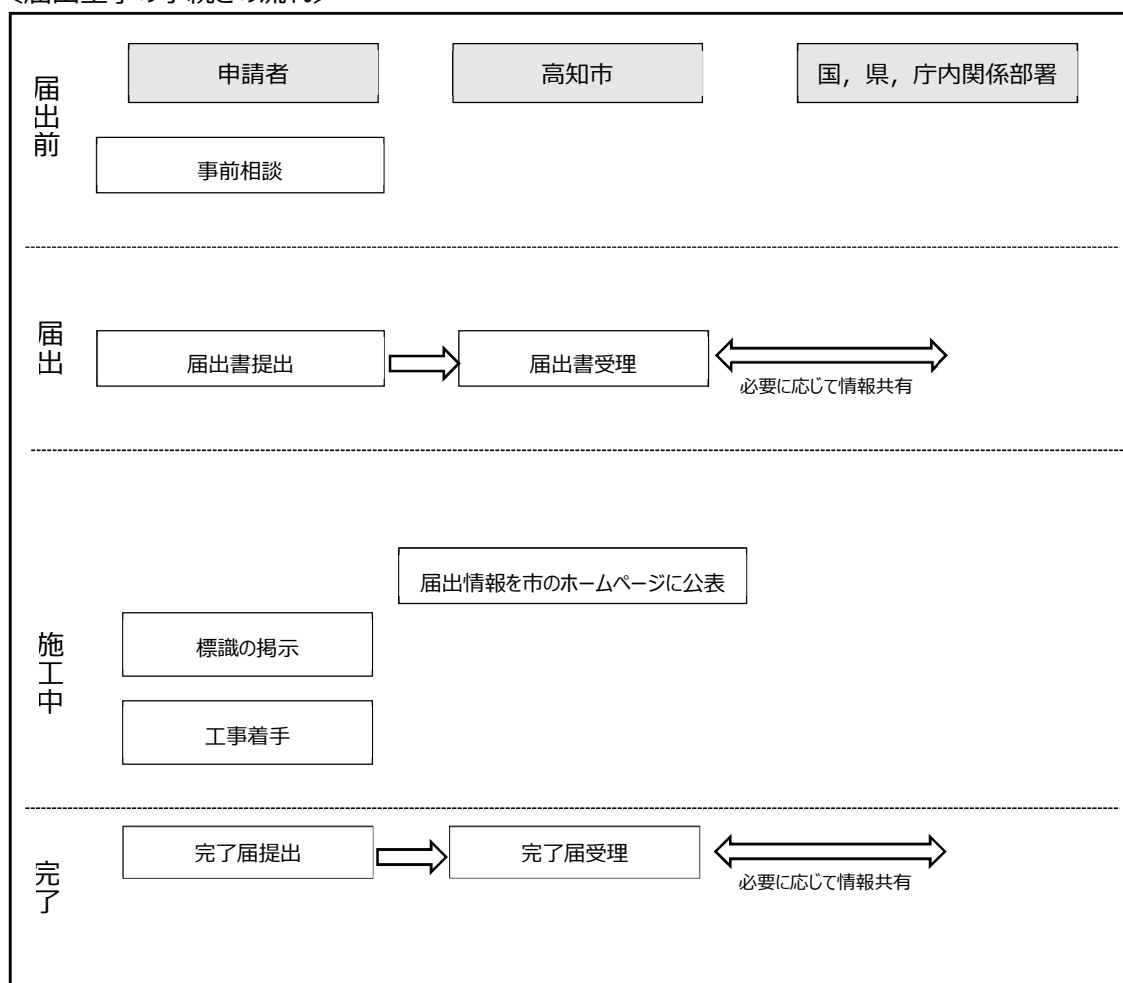 届出前
申請者
高知市
国，県，庁内関係部署
事前相談
届出
届出書提出
届出書受理
必要に応じて情報共有
施工中
届出情報を市のホームページに公表
標識の掲示
工事着手
完了
完了届提出
完了届受理
必要に応じて情報共有